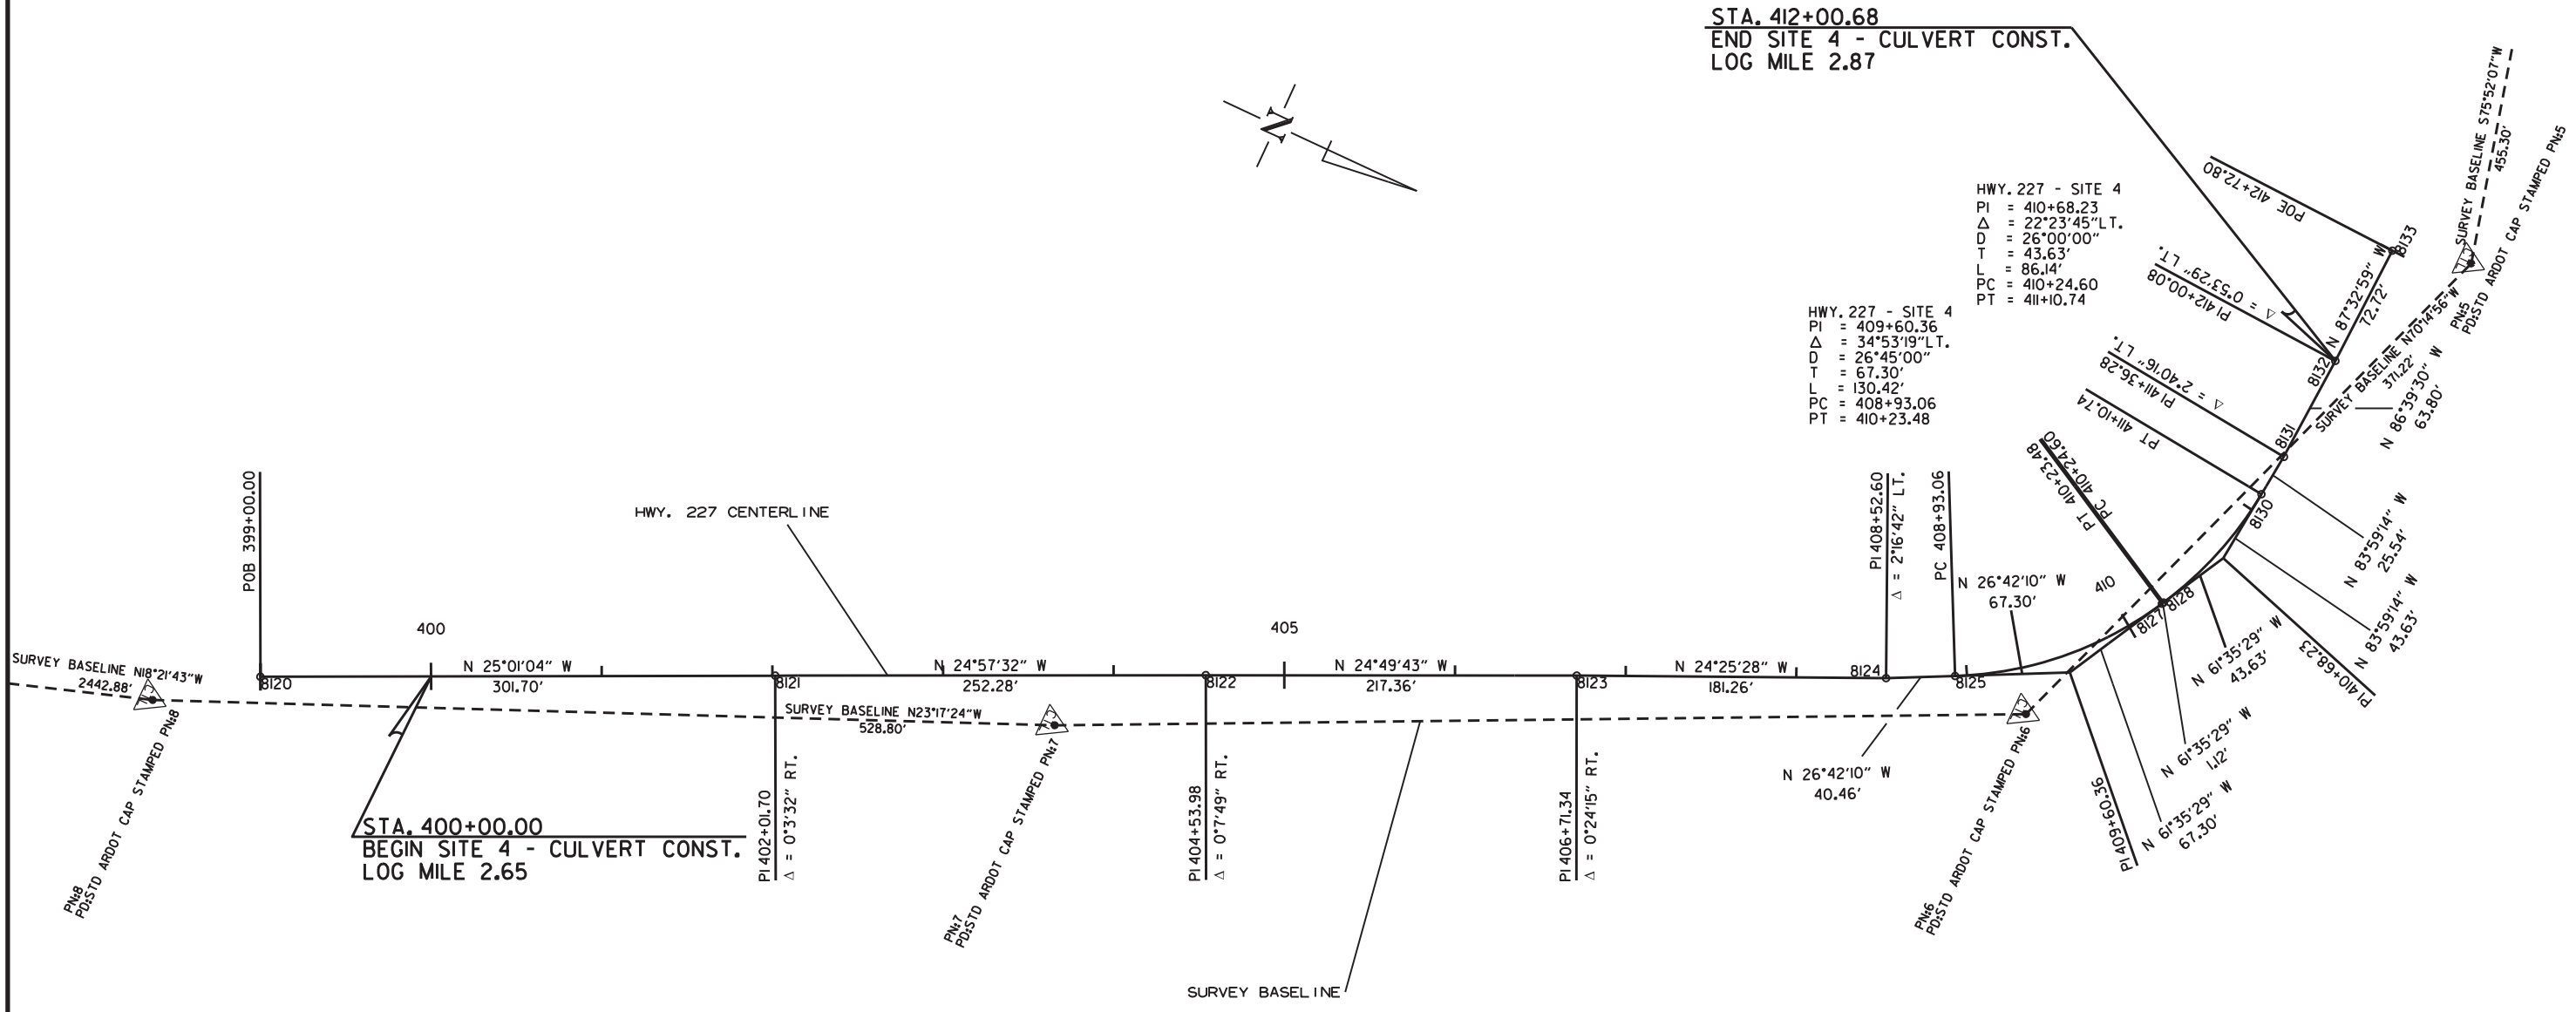 STA. 412+00.68
END SITE 4 - CULVERT CONST.
LOG MILE 2.87
N
HWY. 227 - SITE 4
PI = 410+68.23
Δ = 22°23'45"LT.
D = 26°00'00"
T = 43.63'
L = 86.14'
PC = 410+24.60
PT = 411+10.74
HWY. 227 - SITE 4
PI = 409+60.36
Δ = 34°53'19"LT.
D = 26°45'00"
T = 67.30'
L = 130.42'
PC = 408+93.06
PT = 410+23.48
SURVEY BASELINE S75°52'07"W
455.30'
PN:5
PD:STD ARDOT CAP STAMPED PN:5
POE 412+72.80
8133
N 87°32'59" W
72.72'
PI 412+00.08
Δ = 0°53'29" LT.
8132
SURVEY BASELINE N70°14'56"W
371.22'
N 86°39'30" W
63.80'
PI 411+36.28
Δ = 2°40'16" LT.
8131
PT 411+10.74
8130
N 83°59'14" W
25.54'
N 83°59'14" W
43.63'
PI 410+68.23
PT 410+23.48
PC 410+24.60
8127
8128
410
N 61°35'29" W
43.63'
N 61°35'29" W
1.12'
N 61°35'29" W
67.30'
PI 409+60.36
POB 399+00.00
HWY. 227 CENTERLINE
400
405
PI 408+52.60
Δ = 2°16'42" LT.
PC 408+93.06
N 26°42'10" W
67.30'
SURVEY BASELINE N18°21'43"W
2442.88'
8120
N 25°01'04" W
301.70'
8121
N 24°57'32" W
252.28'
8122
N 24°49'43" W
217.36'
8123
N 24°25'28" W
181.26'
8124
8125
SURVEY BASELINE N23°17'24"W
528.80'
N 26°42'10" W
40.46'
PN:8
PD:STD ARDOT CAP STAMPED PN:8
STA. 400+00.00
BEGIN SITE 4 - CULVERT CONST.
LOG MILE 2.65
PI 402+01.70
Δ = 0°3'32" RT.
PN:7
PD:STD ARDOT CAP STAMPED PN:7
PI 404+53.98
Δ = 0°7'49" RT.
PI 406+71.34
Δ = 0°24'15" RT.
PN:6
PD:STD ARDOT CAP STAMPED PN:6
SURVEY BASELINE